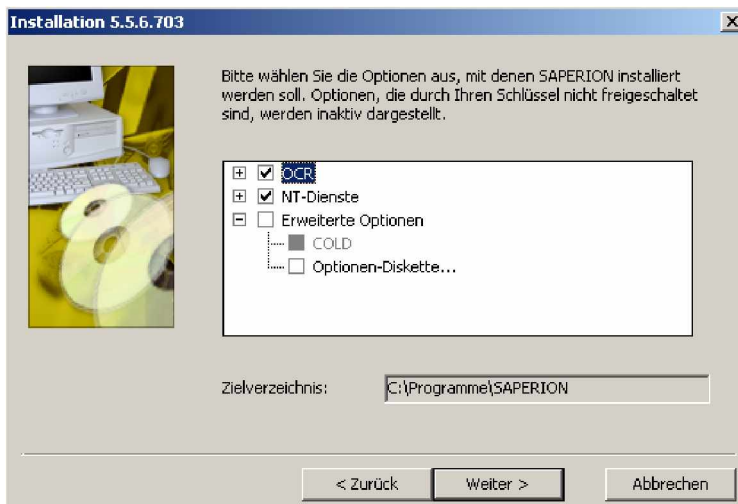 Installation 5.5.6.703
Bitte wählen Sie die Optionen aus, mit denen SAPERION installiert
werden soll. Optionen, die durch Ihren Schlüssel nicht freigeschaltet
sind, werden inaktiv dargestellt.
OCR
NT-Dienste
Erweiterte Optionen
COLD
Optionen-Diskette...
Zielverzeichnis: C:\Programme\SAPERION
< Zurück Weiter > Abbrechen